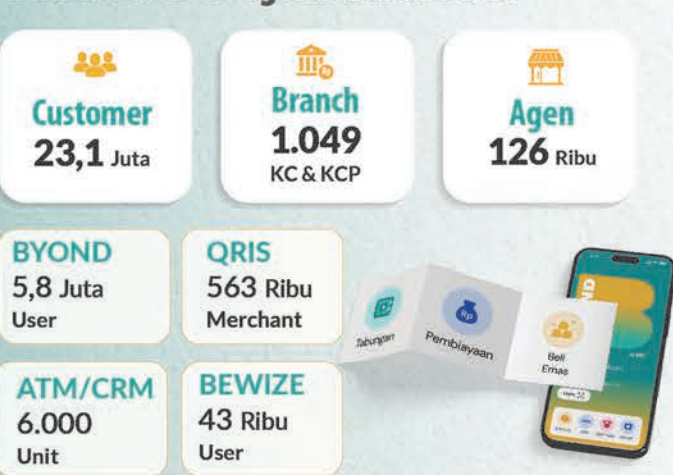 Customer
23,1 Juta
Branch
1.049
KC & KCP
Agen
126 Ribu
BYOND
5,8 Juta
User
QRIS
563 Ribu
Merchant
ATM/CRM
6.000
Unit
BEWIZE
43 Ribu
User
Tabungan
Rp
Pembiayaan
Beli
Emas